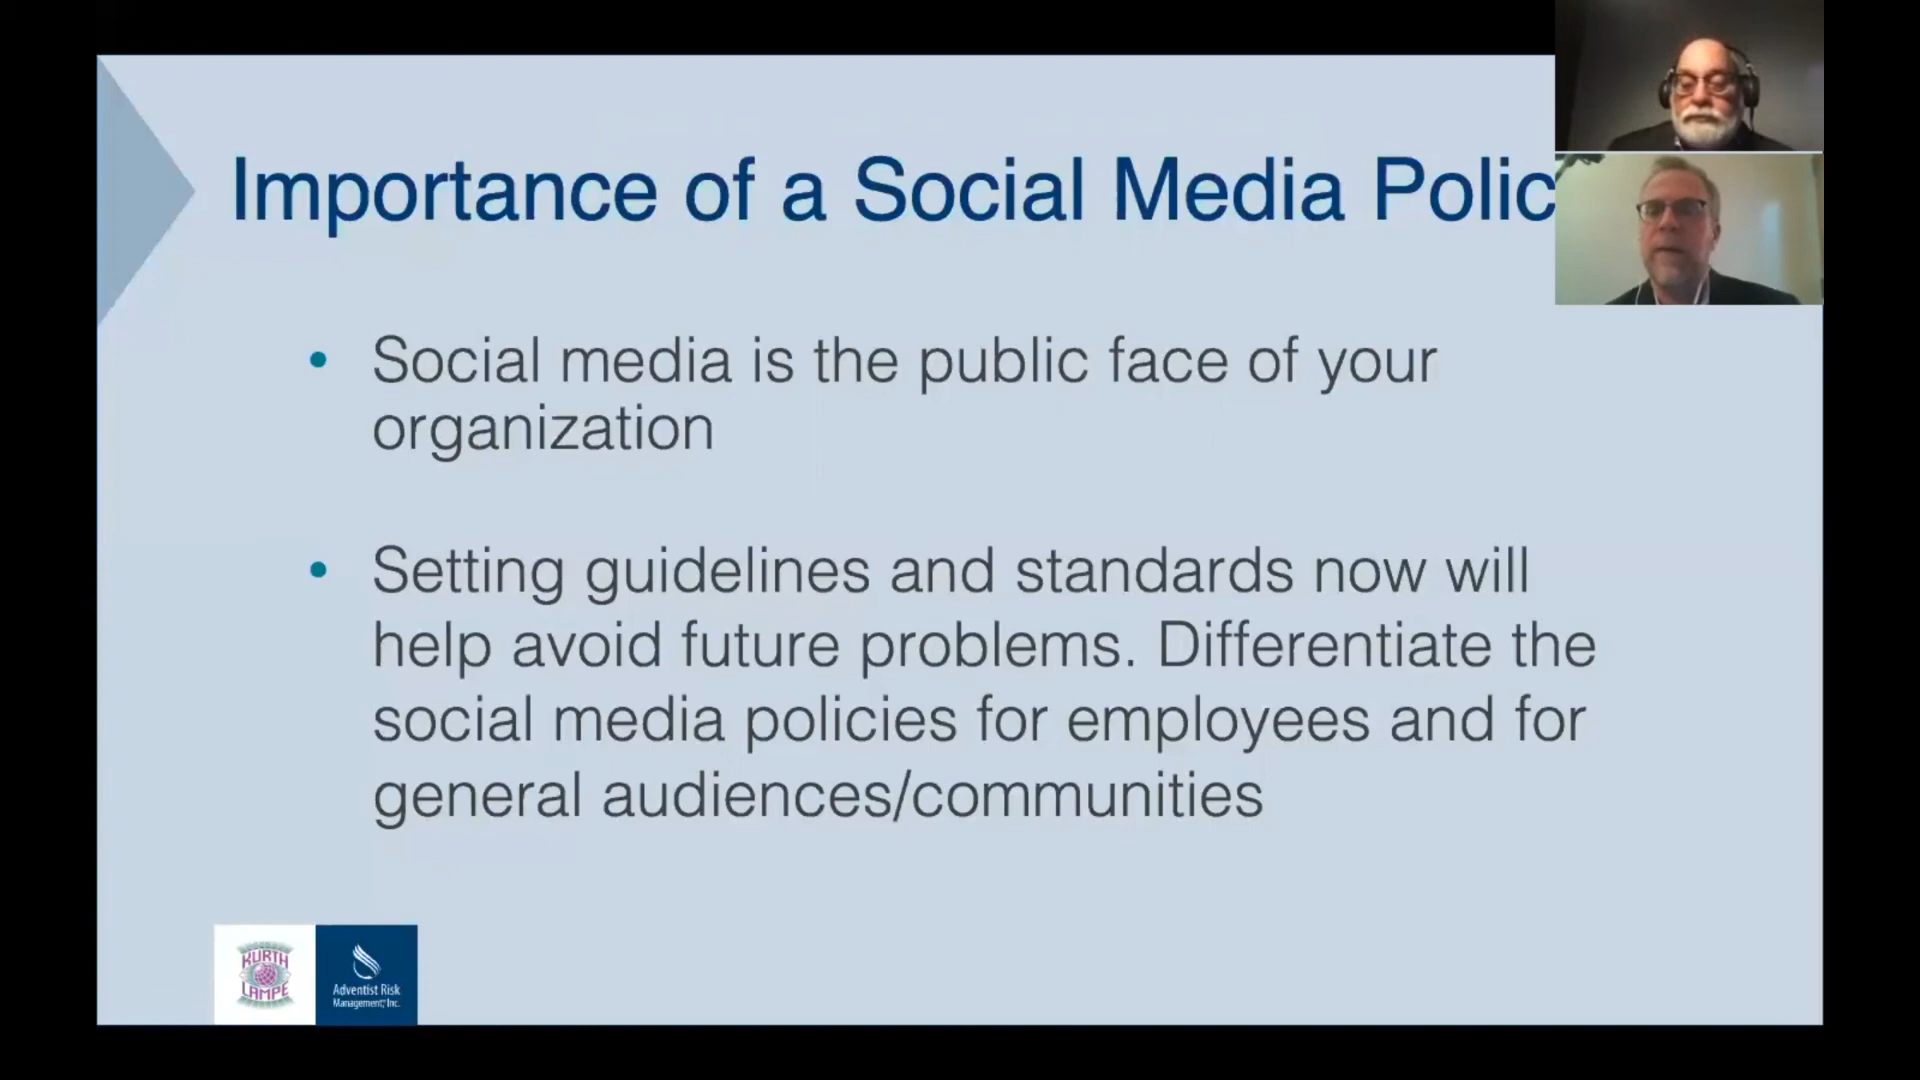 Importance of a Social Media Polic
Social media is the public face of your
organization
Setting guidelines and standards now will
help avoid future problems. Differentiate the
social media policies for employees and for
general audiences/communities
KURTH
LAMPE
Adventist Risk
Management, Inc.